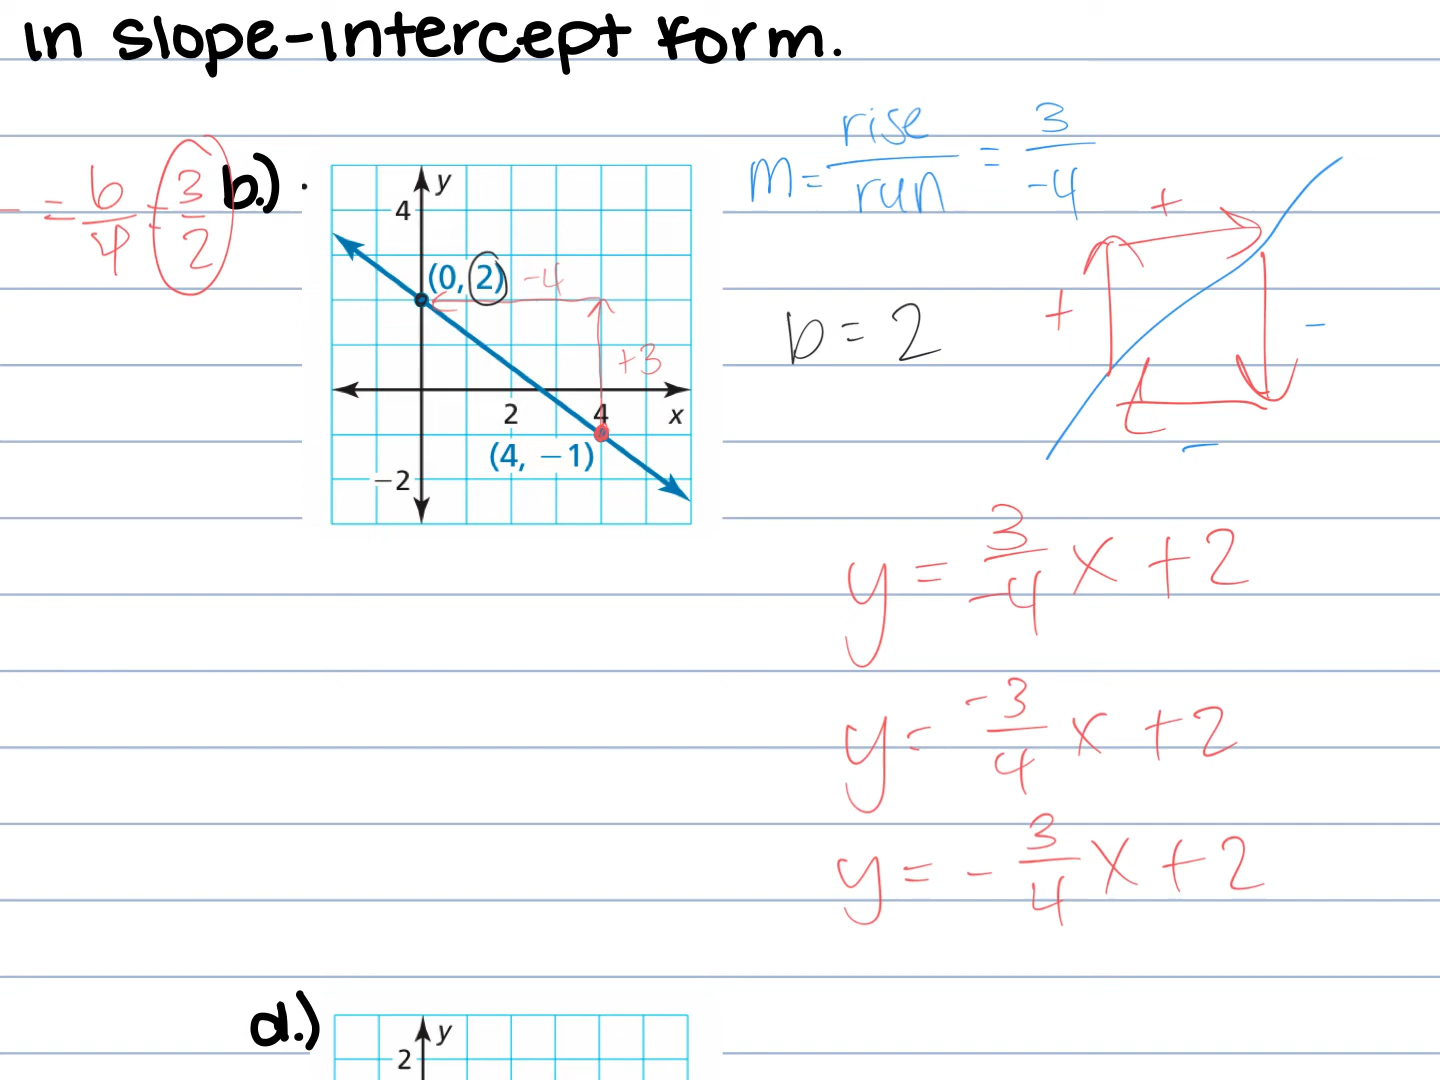 in slope-intercept form.
= 6/4 = 3/2
b.)
y
4
(0, 2) -4
+3
2 4 x
(4, −1)
−2
m = rise/run = 3/-4
+
+
-
-
b = 2
y = 3/-4 x + 2
y = -3/4 x + 2
y = - 3/4 x + 2
d.)
y
2